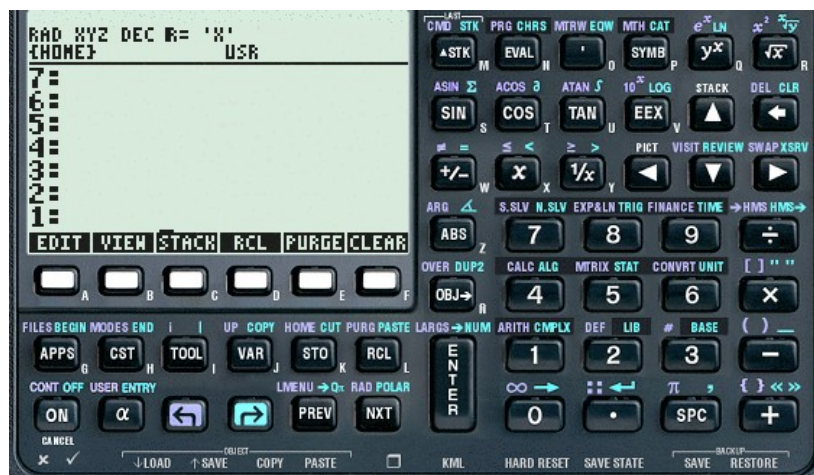 RAD XYZ DEC R= 'X'
{HOME} USR
7:
6:
5:
4:
3:
2:
1:
EDIT VIEW STACK RCL PURGE CLEAR
A B C D E F
FILES BEGIN MODES END i | UP COPY HOME CUT PURG PASTE
APPS G CST H TOOL I VAR J STO K RCL L
CONT OFF USER ENTRY LMENU →Qπ RAD POLAR
ON α PREV NXT
CANCEL
OBJECT
↓LOAD ↑SAVE COPY PASTE
LAST
CMD STK PRG CHRS MTRW EQW MTH CAT e^x LN x² ˣ√y
▲STK M EVAL N ' O SYMB P yˣ Q √x R
ASIN Σ ACOS ∂ ATAN ∫ 10^x LOG STACK DEL CLR
SIN S COS T TAN U EEX V ▲
≠ = ≤ < ≥ > PICT VISIT REVIEW SWAP XSRV
+/- W x X 1/x Y ◀ ▼ ▶
ARG ∡ S.SLV N.SLV EXP&LN TRIG FINANCE TIME →HMS HMS→
ABS Z 7 8 9 ÷
OVER DUP2 CALC ALG MTRIX STAT CONVRT UNIT [ ] " "
OBJ→ 4 5 6 ×
LARGS →NUM ARITH CMPLX DEF LIB # BASE ( ) _
ENTER 1 2 3 −
∞ → :: ↵ π , { } « »
0 . SPC +
BACKUP
KML HARD RESET SAVE STATE SAVE RESTORE